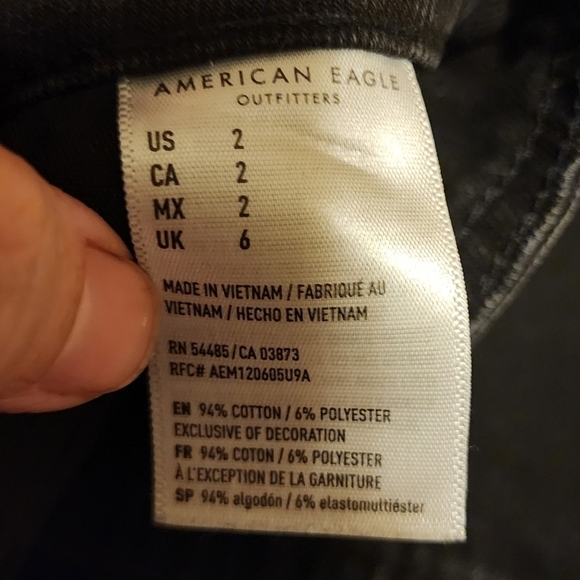 AMERICAN EAGLE
OUTFITTERS
US 2
CA 2
MX 2
UK 6
MADE IN VIETNAM / FABRIQUÉ AU
VIETNAM / HECHO EN VIETNAM
RN 54485/CA 03873
RFC# AEM120605U9A
EN 94% COTTON / 6% POLYESTER
EXCLUSIVE OF DECORATION
FR 94% COTON / 6% POLYESTER
À L'EXCEPTION DE LA GARNITURE
SP 94% algodón / 6% elastomultiéster